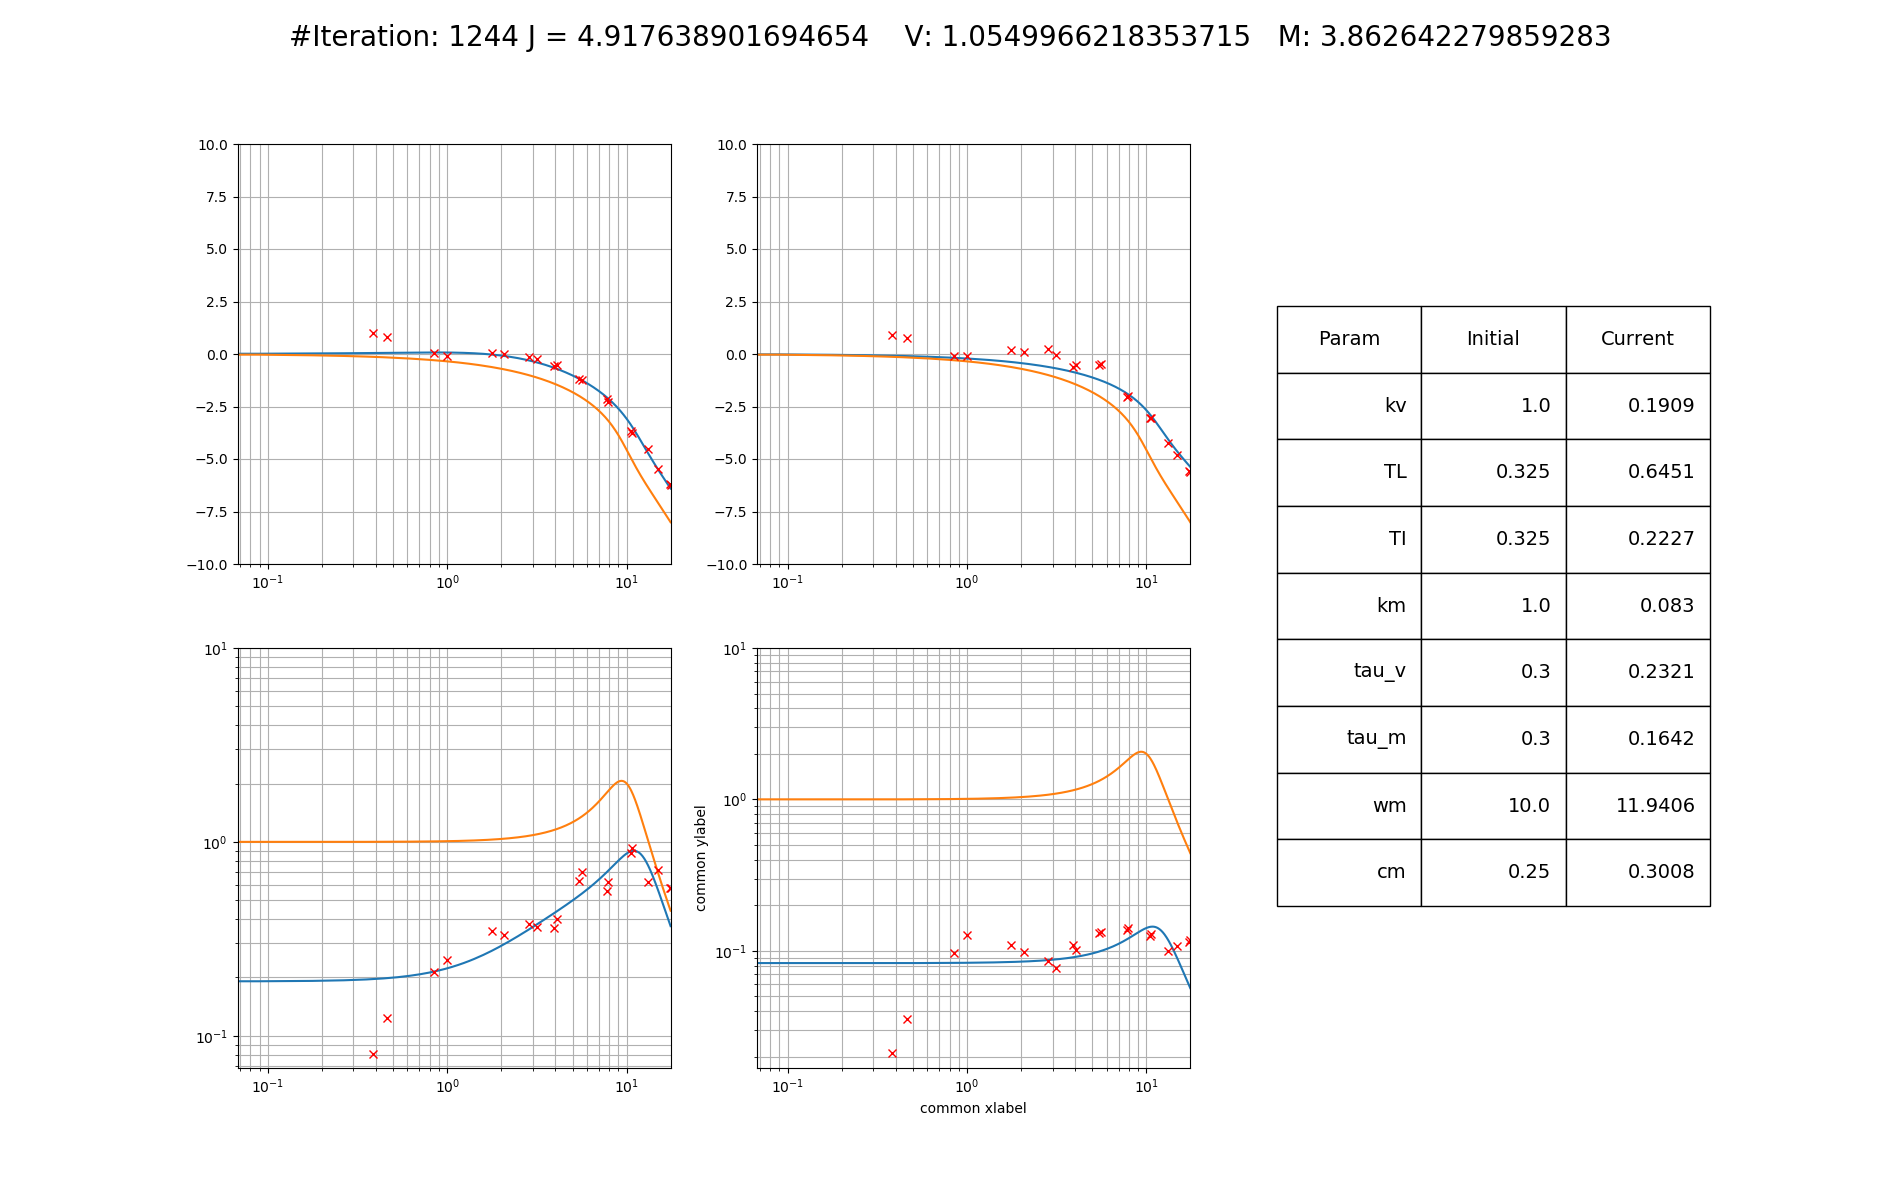 #Iteration: 1244 J = 4.917638901694654    V: 1.0549966218353715   M: 3.862642279859283
10.0
7.5
5.0
2.5
0.0
−2.5
−5.0
−7.5
−10.0
10⁻¹ 10⁰ 10¹
10.0
7.5
5.0
2.5
0.0
−2.5
−5.0
−7.5
−10.0
10⁻¹ 10⁰ 10¹
10¹
10⁰
10⁻¹
10⁻¹ 10⁰ 10¹
common ylabel
10¹
10⁰
10⁻¹
10⁻¹ 10⁰ 10¹
common xlabel
Param Initial Current
kv 1.0 0.1909
TL 0.325 0.6451
TI 0.325 0.2227
km 1.0 0.083
tau_v 0.3 0.2321
tau_m 0.3 0.1642
wm 10.0 11.9406
cm 0.25 0.3008